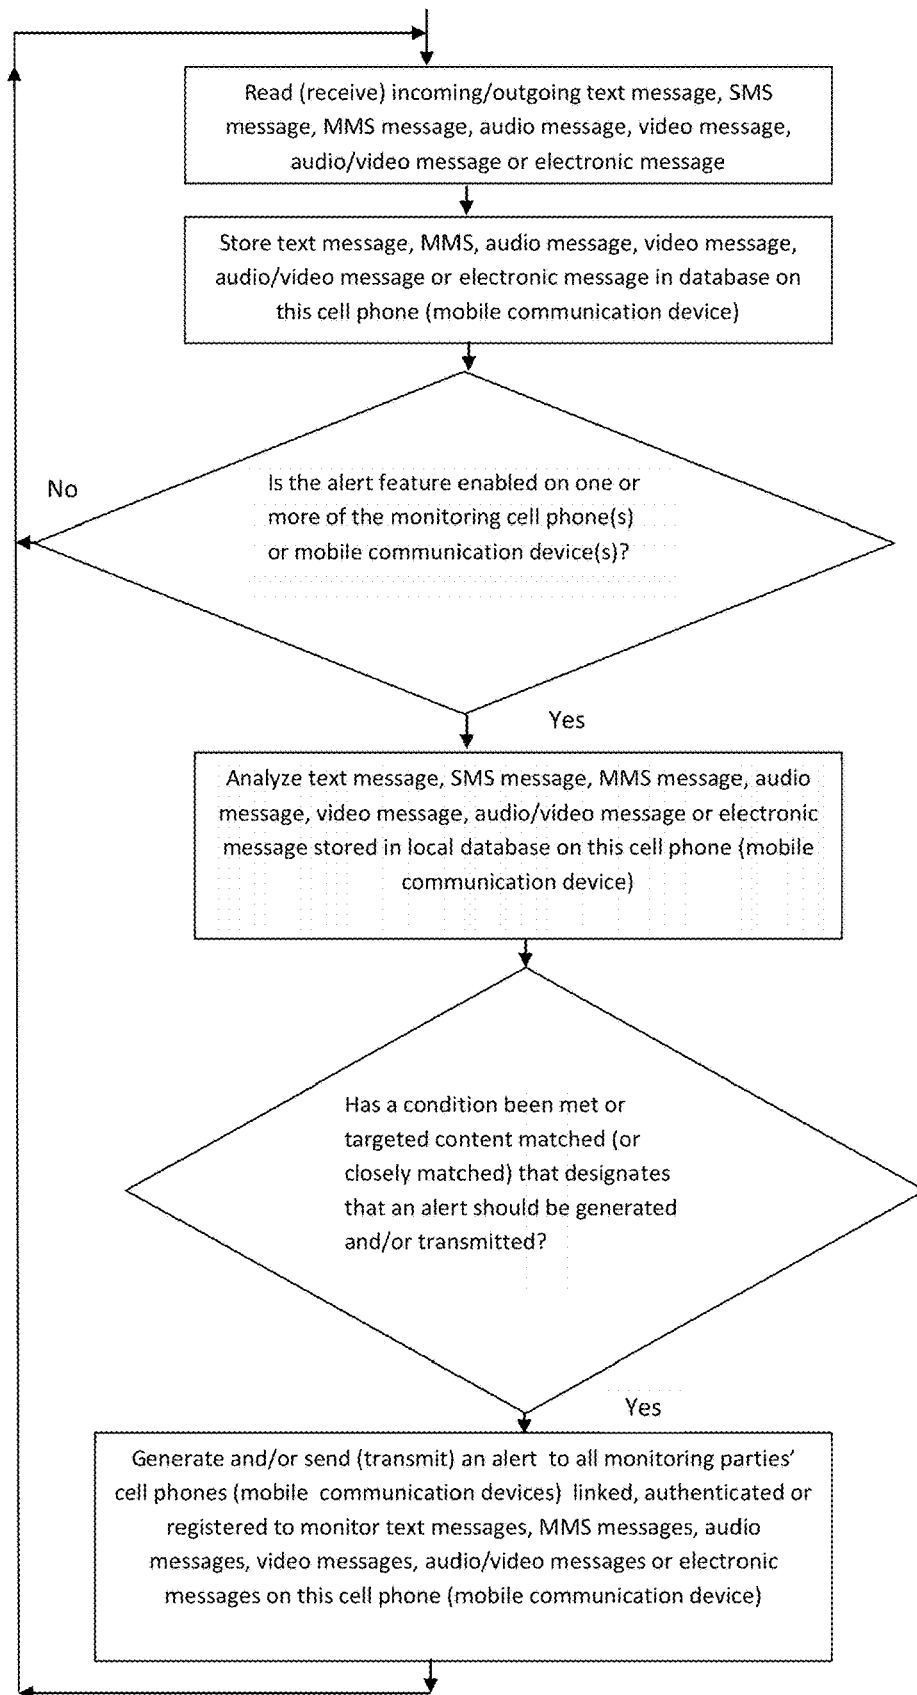 Read (receive) incoming/outgoing text message, SMS
message, MMS message, audio message, video message,
audio/video message or electronic message
Store text message, MMS, audio message, video message,
audio/video message or electronic message in database on
this cell phone (mobile communication device)
No
Is the alert feature enabled on one or
more of the monitoring cell phone(s)
or mobile communication device(s)?
Yes
Analyze text message, SMS message, MMS message, audio
message, video message, audio/video message or electronic
message stored in local database on this cell phone (mobile
communication device)
Has a condition been met or
targeted content matched (or
closely matched) that designates
that an alert should be generated
and/or transmitted?
Yes
Generate and/or send (transmit) an alert to all monitoring parties’
cell phones (mobile communication devices) linked, authenticated or
registered to monitor text messages, MMS messages, audio
messages, video messages, audio/video messages or electronic
messages on this cell phone (mobile communication device)